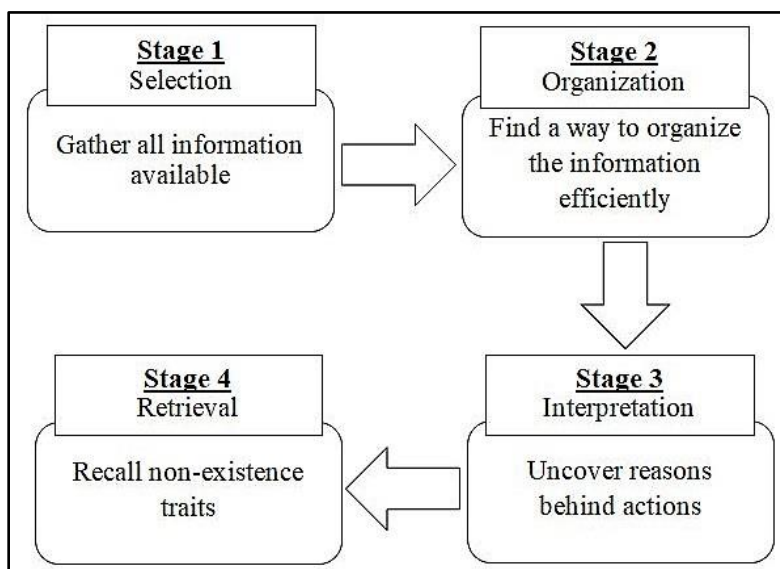 Stage 1
Selection
Gather all information
available
Stage 2
Organization
Find a way to organize
the information
efficiently
Stage 3
Interpretation
Uncover reasons
behind actions
Stage 4
Retrieval
Recall non-existence
traits